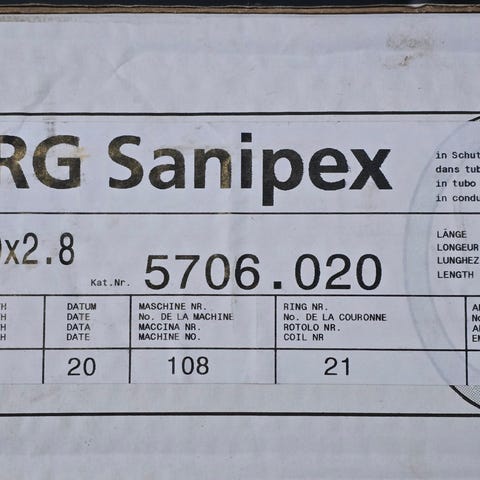 RG Sanipex
in Schut
dans tub
in tubo
in condu
x2.8
Kat.Nr. 5706.020
LÄNGE
LONGEUR
LUNGHEZ
LENGTH
DATUM
DATE
DATA
DATE
MASCHINE NR.
No. DE LA MACHINE
MACCINA NR.
MACHINE NO.
RING NR.
No. DE LA COURONNE
ROTOLO NR.
COIL NR
20
108
21